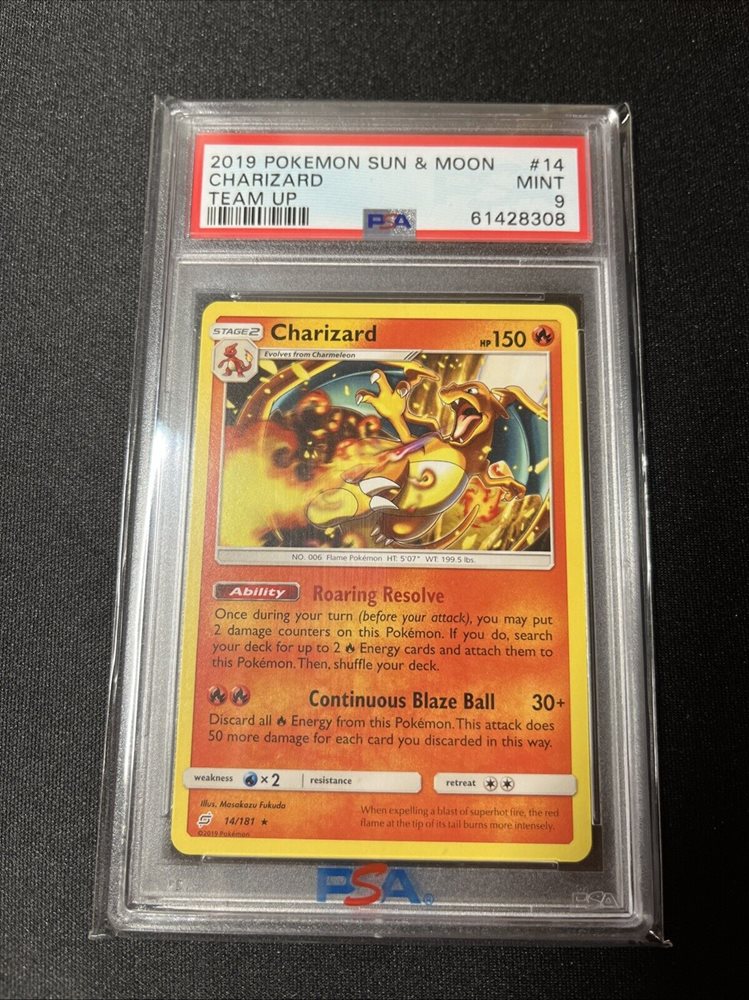 2019 POKEMON SUN & MOON #14
CHARIZARD MINT
TEAM UP 9
PSA 61428308
STAGE 2 Charizard HP 150
Evolves from Charmeleon
NO. 006 Flame Pokémon HT: 5'07" WT: 199.5 lbs.
Ability Roaring Resolve
Once during your turn (before your attack), you may put
2 damage counters on this Pokémon. If you do, search
your deck for up to 2 Energy cards and attach them to
this Pokémon. Then, shuffle your deck.
Continuous Blaze Ball 30+
Discard all Energy from this Pokémon. This attack does
50 more damage for each card you discarded in this way.
weakness ×2 resistance retreat
Illus. Masakazu Fukuda
14/181 ★
©2019 Pokémon
When expelling a blast of superhot fire, the red
flame at the tip of its tail burns more intensely.
PSA®
PSA